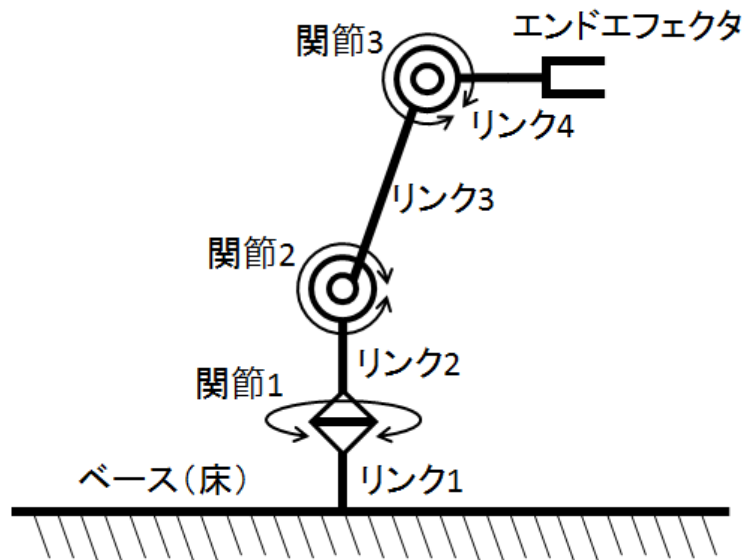 エンドエフェクタ
関節3
リンク4
リンク3
関節2
リンク2
関節1
ベース(床)
リンク1